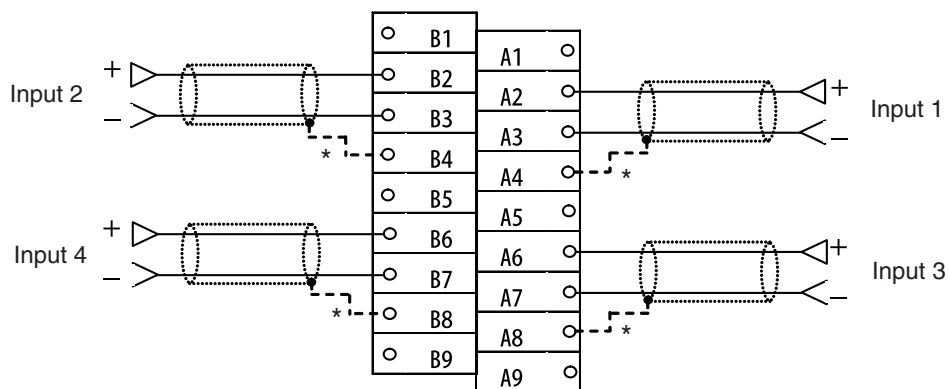 B1
A1
+
B2
A2
+
Input 2
Input 1
–
B3
A3
–
*
B4
A4
*
B5
A5
+
B6
A6
+
Input 4
Input 3
–
B7
A7
–
*
B8
A8
*
B9
A9